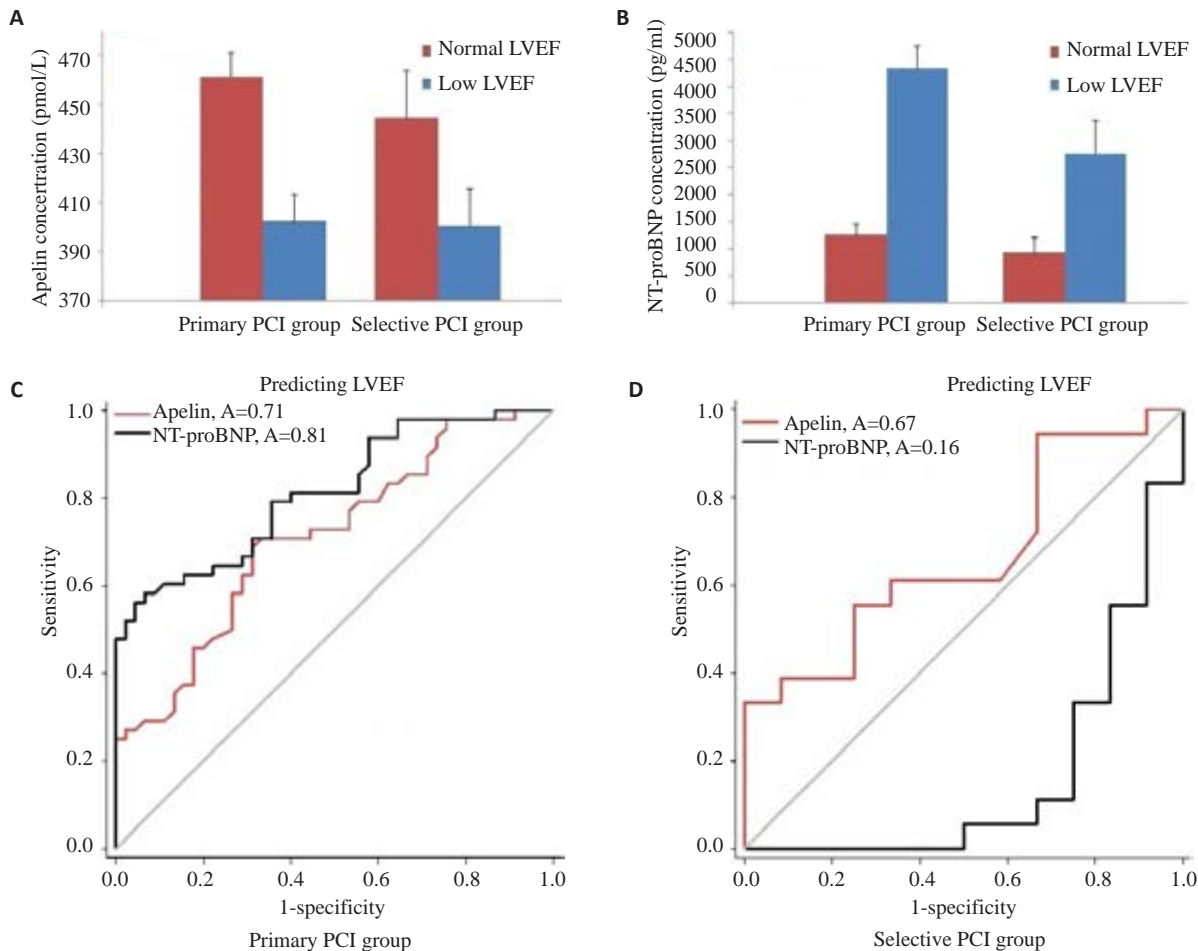 A
Apelin concertration (pmol/L)
470
450
430
410
390
370
Normal LVEF
Low LVEF
Primary PCI group Selective PCI group
B
NT-proBNP concentration (pg/ml)
5000
4500
4000
3500
3000
2500
2000
1500
1000
500
0
Normal LVEF
Low LVEF
Primary PCI group Selective PCI group
C
Predicting LVEF
Apelin, A=0.71
NT-proBNP, A=0.81
Sensitivity
1.0
0.8
0.6
0.4
0.2
0.0
0.0 0.2 0.4 0.6 0.8 1.0
1-specificity
Primary PCI group
D
Predicting LVEF
Apelin, A=0.67
NT-proBNP, A=0.16
Sensitivity
1.0
0.8
0.6
0.4
0.2
0.0
0.0 0.2 0.4 0.6 0.8 1.0
1-specificity
Selective PCI group